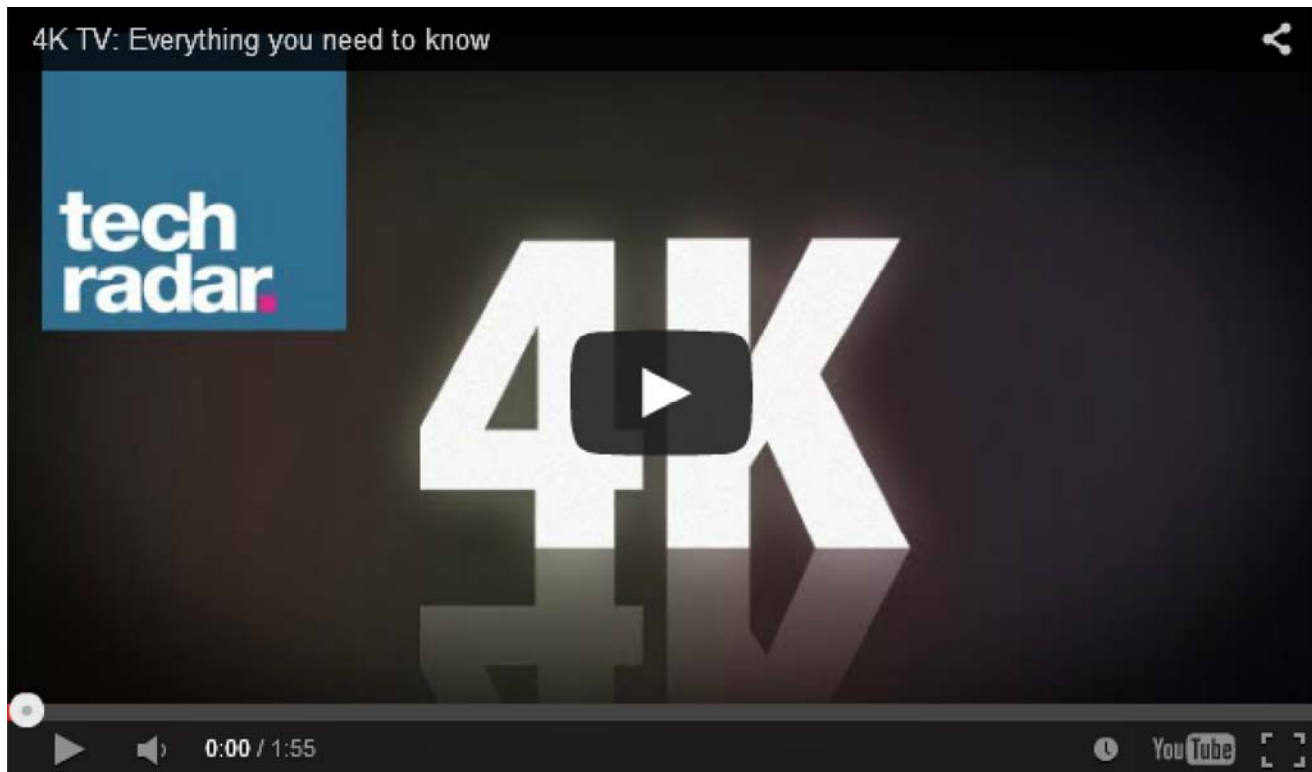 4K TV: Everything you need to know
tech
radar.
4K
0:00 / 1:55
YouTube